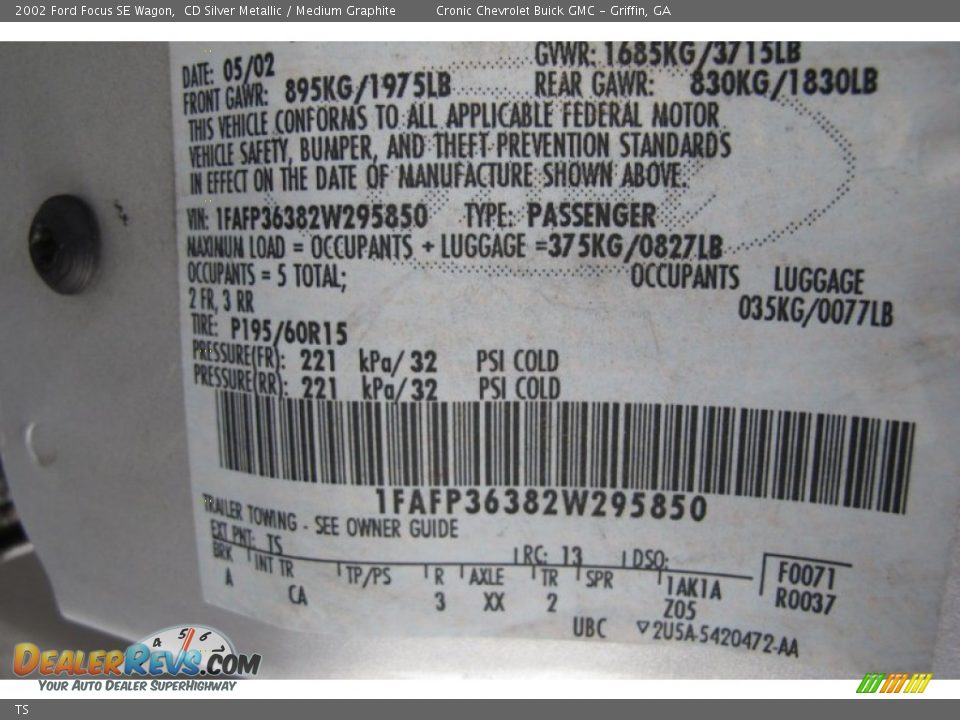 2002 Ford Focus SE Wagon, CD Silver Metallic / Medium Graphite Cronic Chevrolet Buick GMC – Griffin, GA
DATE: 05/02 GVWR: 1685KG/3715LB
FRONT GAWR: 895KG/1975LB REAR GAWR: 830KG/1830LB
THIS VEHICLE CONFORMS TO ALL APPLICABLE FEDERAL MOTOR
VEHICLE SAFETY, BUMPER, AND THEFT PREVENTION STANDARDS
IN EFFECT ON THE DATE OF MANUFACTURE SHOWN ABOVE.
VIN: 1FAFP36382W295850 TYPE: PASSENGER
MAXIMUM LOAD = OCCUPANTS + LUGGAGE =375KG/0827LB
OCCUPANTS = 5 TOTAL; OCCUPANTS LUGGAGE
2 FR, 3 RR 035KG/0077LB
TIRE: P195/60R15
PRESSURE(FR): 221 kPa/ 32 PSI COLD
PRESSURE(RR): 221 kPa/ 32 PSI COLD
1FAFP36382W295850
TRAILER TOWING - SEE OWNER GUIDE
EXT PNT: TS RC: 13 DSO:
BRK INT TR TP/PS R AXLE TR SPR 1AK1A F0071
A CA 3 XX 2 Z05 R0037
UBC ▽2U5A-5420472-AA
4 5 6
DEALERREVS.COM
YOUR AUTO DEALER SUPERHIGHWAY
TS